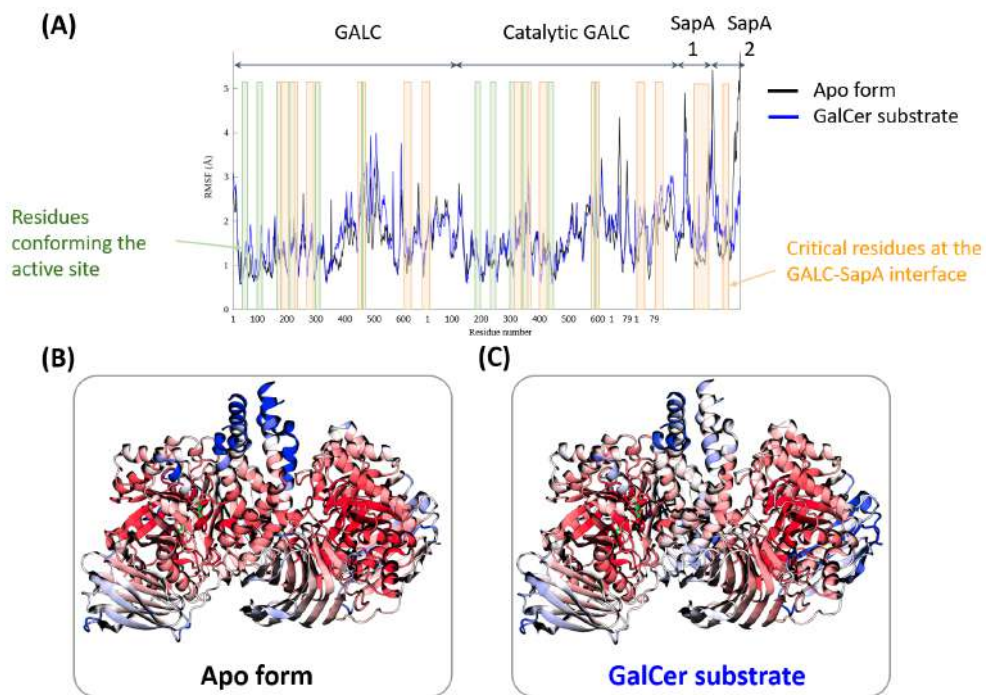 (A)
GALC
Catalytic GALC
SapA
1
SapA
2
Apo form
GalCer substrate
RMSF (Å)
5
4
3
2
1
0
1 100 200 300 400 500 600 1 100 200 300 400 500 600 1 79 1 79
Residue number
Residues
conforming the
active site
Critical residues at the
GALC-SapA interface
(B)
(C)
Apo form
GalCer substrate